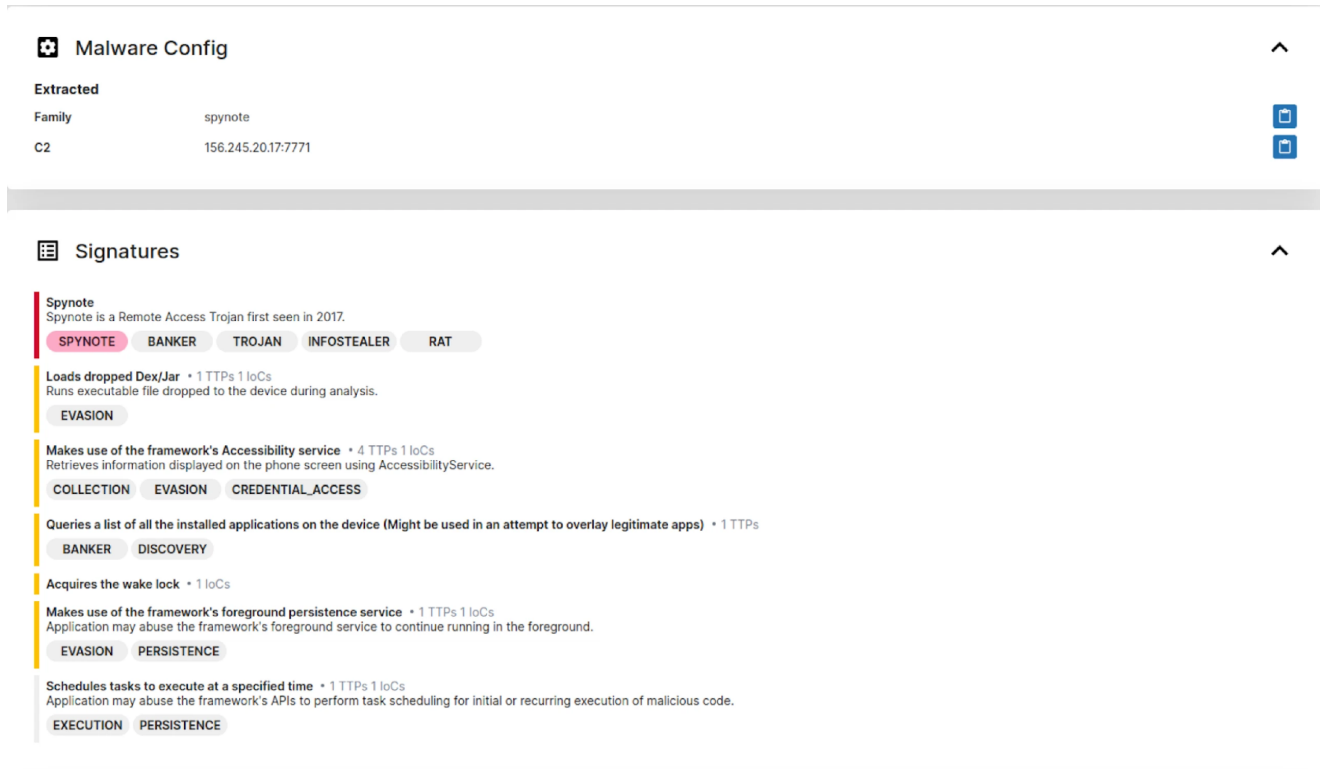 Malware Config
Extracted
Family spynote
C2 156.245.20.17:7771
Signatures
Spynote
Spynote is a Remote Access Trojan first seen in 2017.
SPYNOTE BANKER TROJAN INFOSTEALER RAT
Loads dropped Dex/Jar • 1 TTPs 1 IoCs
Runs executable file dropped to the device during analysis.
EVASION
Makes use of the framework's Accessibility service • 4 TTPs 1 IoCs
Retrieves information displayed on the phone screen using AccessibilityService.
COLLECTION EVASION CREDENTIAL_ACCESS
Queries a list of all the installed applications on the device (Might be used in an attempt to overlay legitimate apps) • 1 TTPs
BANKER DISCOVERY
Acquires the wake lock • 1 IoCs
Makes use of the framework's foreground persistence service • 1 TTPs 1 IoCs
Application may abuse the framework's foreground service to continue running in the foreground.
EVASION PERSISTENCE
Schedules tasks to execute at a specified time • 1 TTPs 1 IoCs
Application may abuse the framework's APIs to perform task scheduling for initial or recurring execution of malicious code.
EXECUTION PERSISTENCE